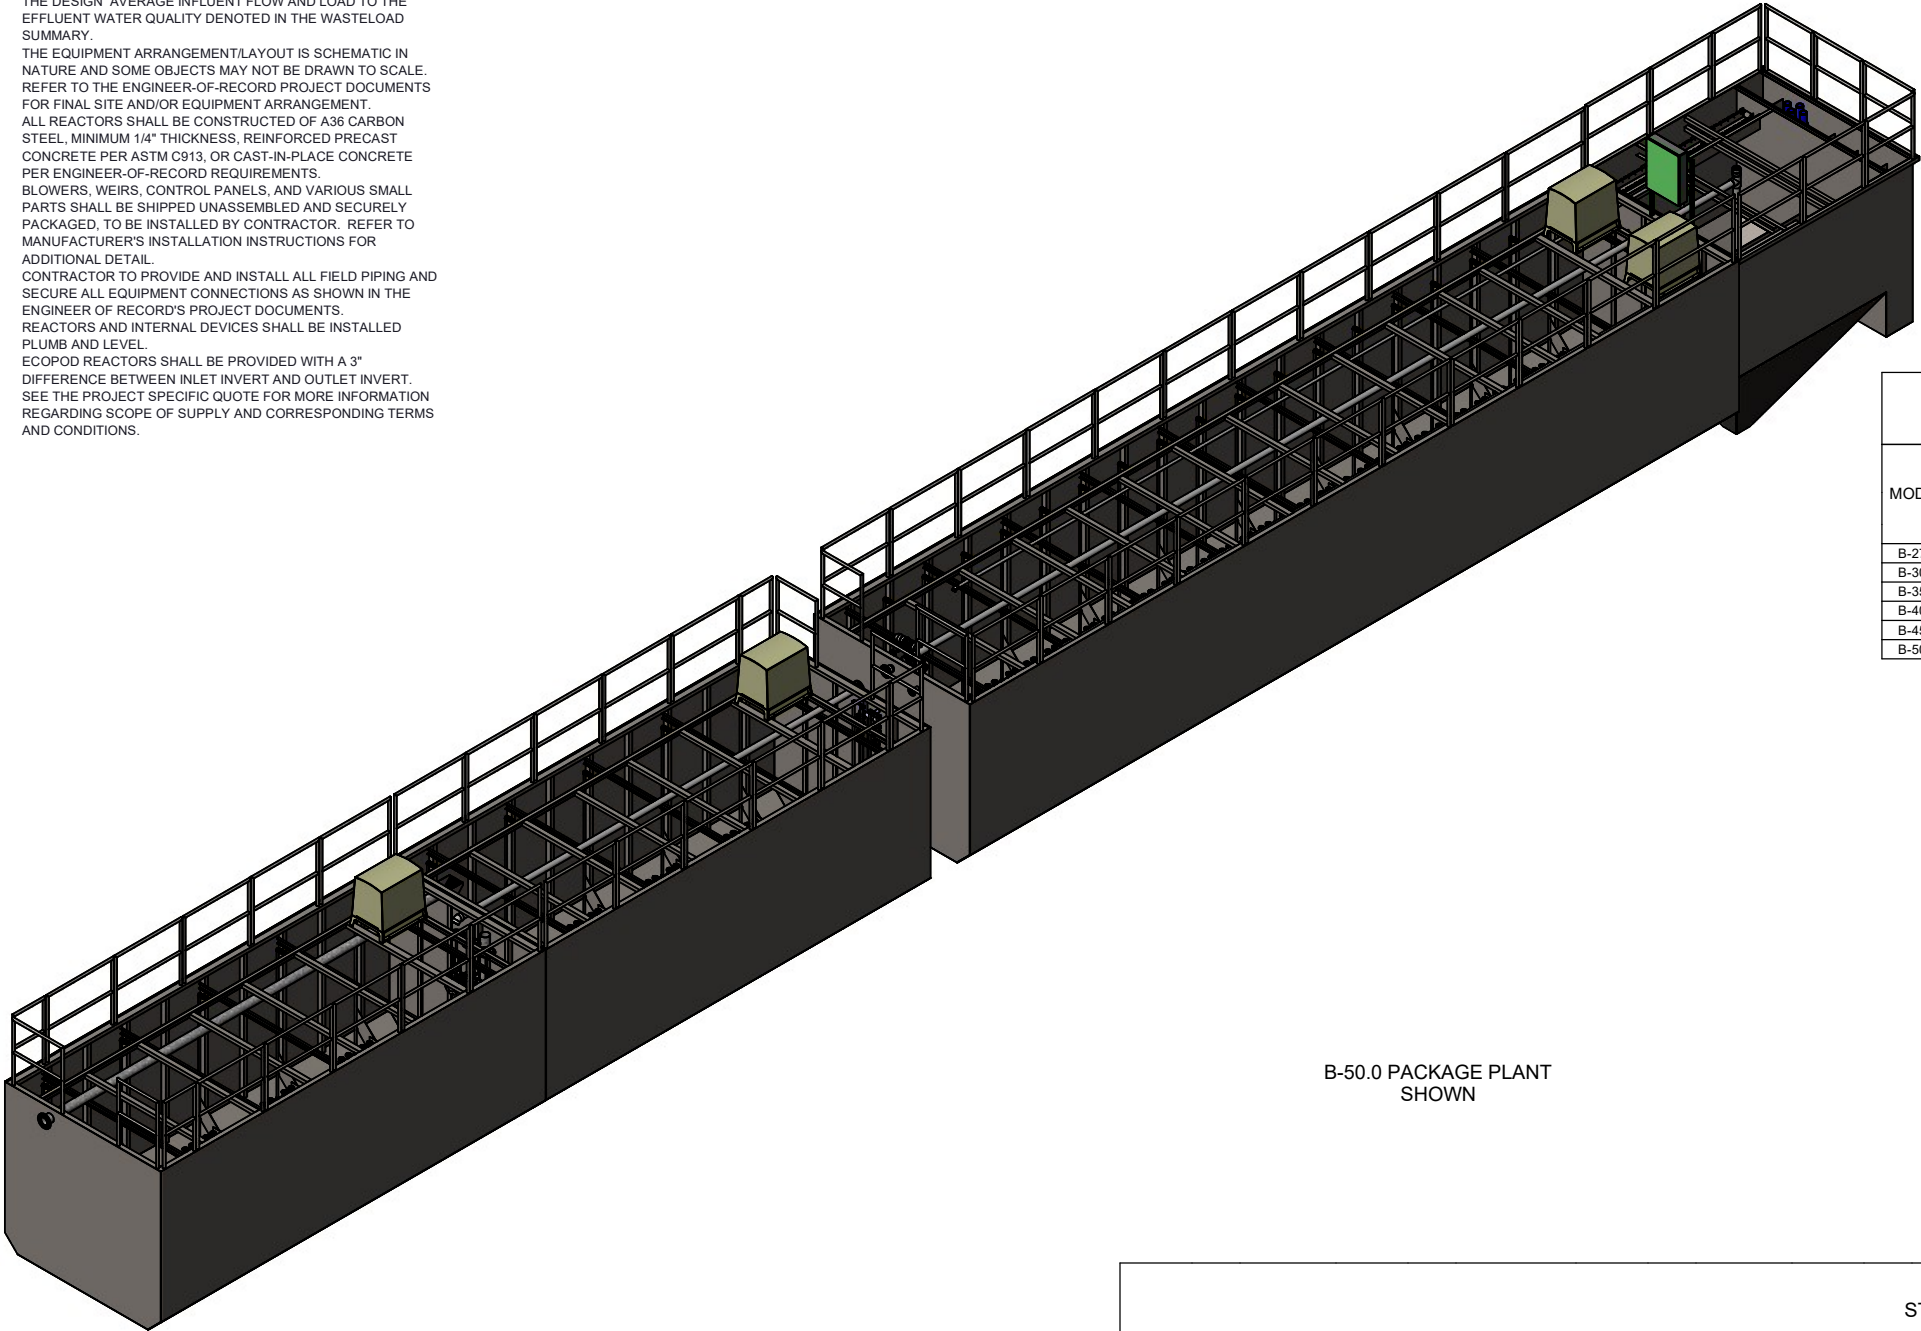 THE DESIGN AVERAGE INFLUENT FLOW AND LOAD TO THE
EFFLUENT WATER QUALITY DENOTED IN THE WASTELOAD
SUMMARY.
THE EQUIPMENT ARRANGEMENT/LAYOUT IS SCHEMATIC IN
NATURE AND SOME OBJECTS MAY NOT BE DRAWN TO SCALE.
REFER TO THE ENGINEER-OF-RECORD PROJECT DOCUMENTS
FOR FINAL SITE AND/OR EQUIPMENT ARRANGEMENT.
ALL REACTORS SHALL BE CONSTRUCTED OF A36 CARBON
STEEL, MINIMUM 1/4" THICKNESS, REINFORCED PRECAST
CONCRETE PER ASTM C913, OR CAST-IN-PLACE CONCRETE
PER ENGINEER-OF-RECORD REQUIREMENTS.
BLOWERS, WEIRS, CONTROL PANELS, AND VARIOUS SMALL
PARTS SHALL BE SHIPPED UNASSEMBLED AND SECURELY
PACKAGED, TO BE INSTALLED BY CONTRACTOR. REFER TO
MANUFACTURER'S INSTALLATION INSTRUCTIONS FOR
ADDITIONAL DETAIL.
CONTRACTOR TO PROVIDE AND INSTALL ALL FIELD PIPING AND
SECURE ALL EQUIPMENT CONNECTIONS AS SHOWN IN THE
ENGINEER OF RECORD'S PROJECT DOCUMENTS.
REACTORS AND INTERNAL DEVICES SHALL BE INSTALLED
PLUMB AND LEVEL.
ECOPOD REACTORS SHALL BE PROVIDED WITH A 3"
DIFFERENCE BETWEEN INLET INVERT AND OUTLET INVERT.
SEE THE PROJECT SPECIFIC QUOTE FOR MORE INFORMATION
REGARDING SCOPE OF SUPPLY AND CORRESPONDING TERMS
AND CONDITIONS.
B-50.0 PACKAGE PLANT
SHOWN